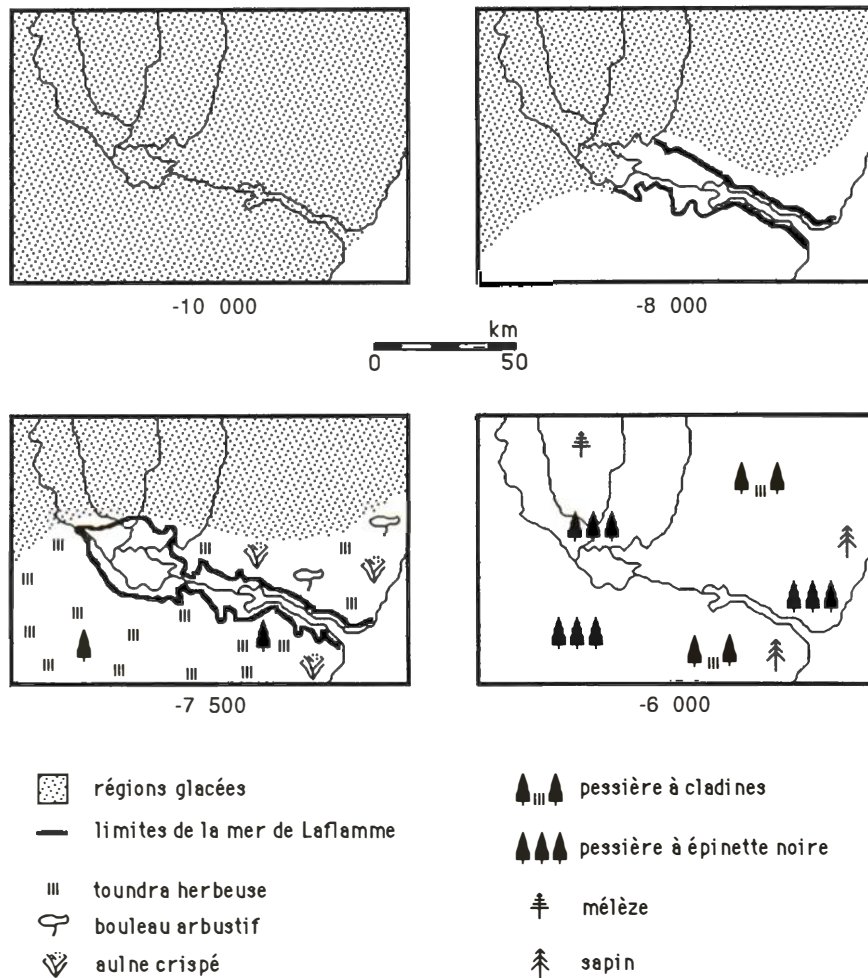 -10 000
-8 000
km
0 50
-7 500
-6 000
régions glacées
limites de la mer de Laflamme
toundra herbeuse
bouleau arbustif
aulne crispé
pessière à cladines
pessière à épinette noire
mélèze
sapin